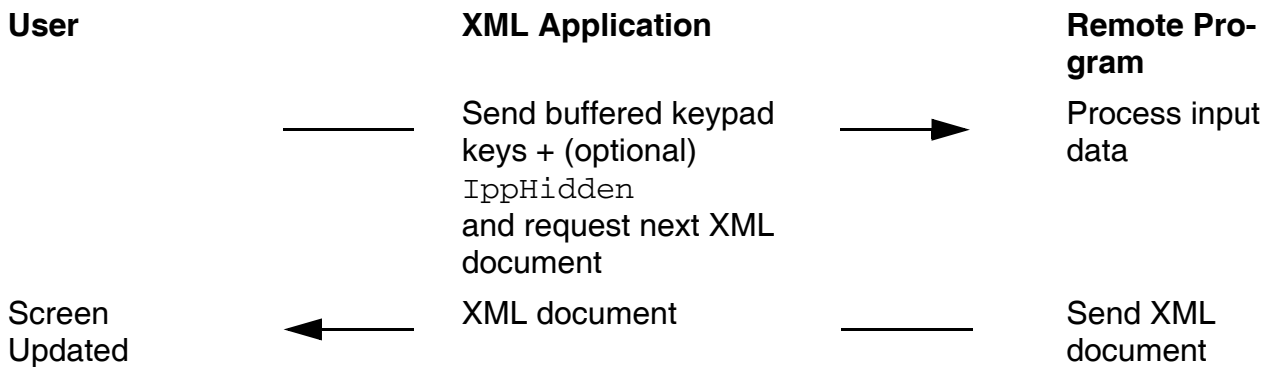 User
XML Application
Remote Pro-
gram
Send buffered keypad
keys + (optional)
IppHidden
and request next XML
document
Process input
data
Screen
Updated
XML document
Send XML
document